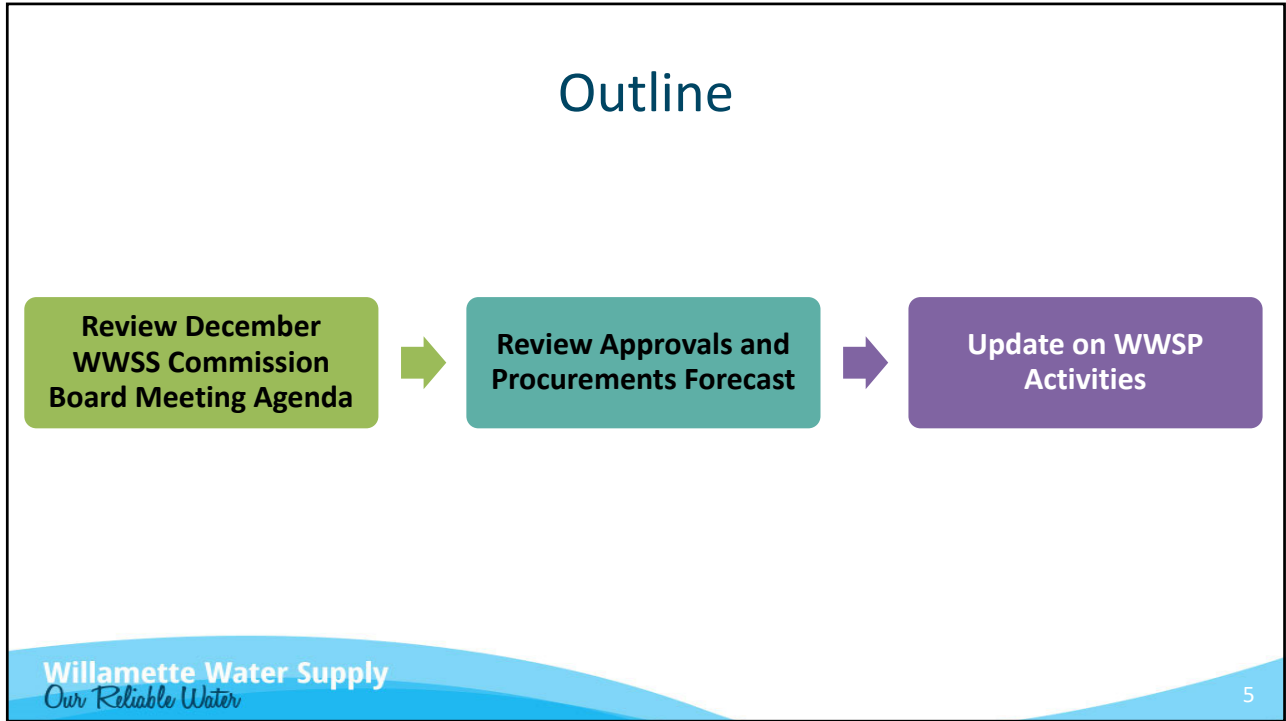 Outline
Review December
WWSS Commission
Board Meeting Agenda
Review Approvals and
Procurements Forecast
Update on WWSP
Activities
Willamette Water Supply
Our Reliable Water
5